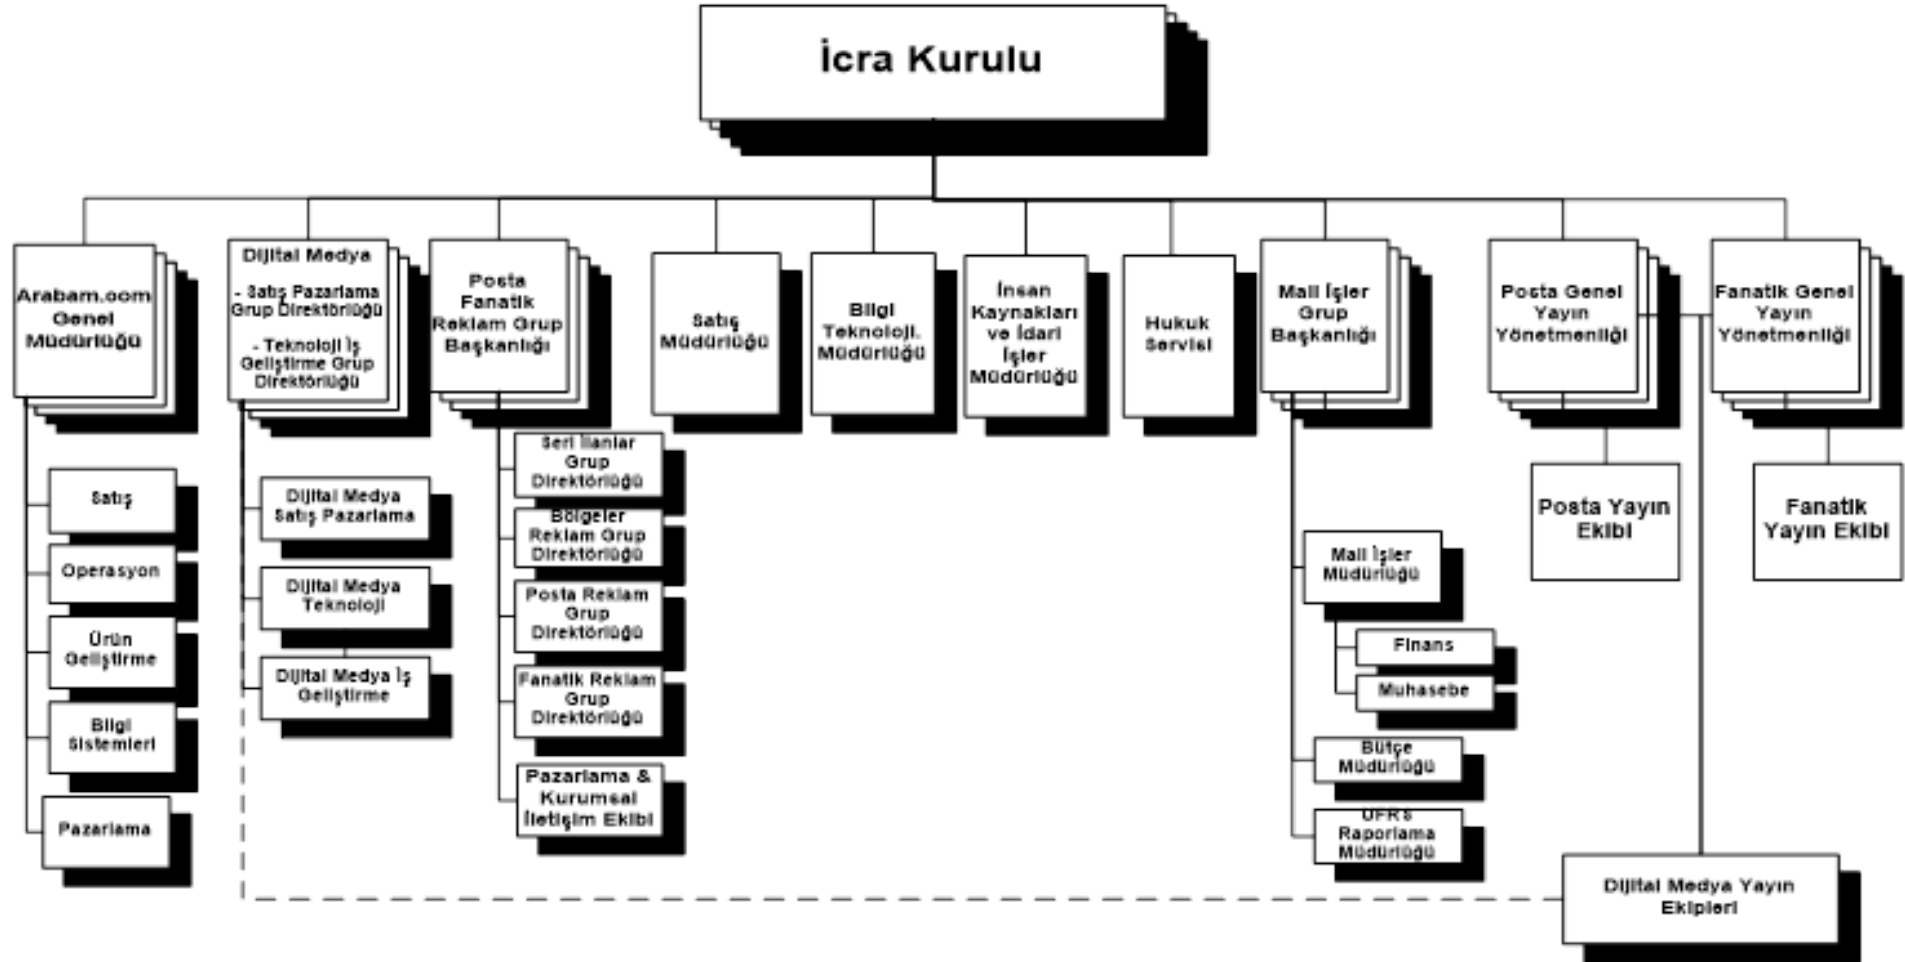 İcra Kurulu
Arabam.com
Genel
Müdürlüğü
Dijital Medya
- Satış Pazarlama
Grup Direktörlüğü
- Teknoloji İş
Geliştirme Grup
Direktörlüğü
Posta
Fanatik
Reklam Grup
Başkanlığı
Satış
Müdürlüğü
Bilgi
Teknoloji.
Müdürlüğü
İnsan
Kaynakları
ve İdari
İşler
Müdürlüğü
Hukuk
Servisi
Mali İşler
Grup
Başkanlığı
Posta Genel
Yayın
Yönetmenliği
Fanatik Genel
Yayın
Yönetmenliği
Satış
Operasyon
Ürün
Geliştirme
Bilgi
Sistemleri
Pazarlama
Dijital Medya
Satış Pazarlama
Dijital Medya
Teknoloji
Dijital Medya İş
Geliştirme
Seri İlanlar
Grup
Direktörlüğü
Bölgeler
Reklam Grup
Direktörlüğü
Posta Reklam
Grup
Direktörlüğü
Fanatik Reklam
Grup
Direktörlüğü
Pazarlama &
Kurumsal
İletişim Ekibi
Mali İşler
Müdürlüğü
Finans
Muhasebe
Bütçe
Müdürlüğü
UFRS
Raporlama
Müdürlüğü
Posta Yayın
Ekibi
Fanatik
Yayın Ekibi
Dijital Medya Yayın
Ekipleri